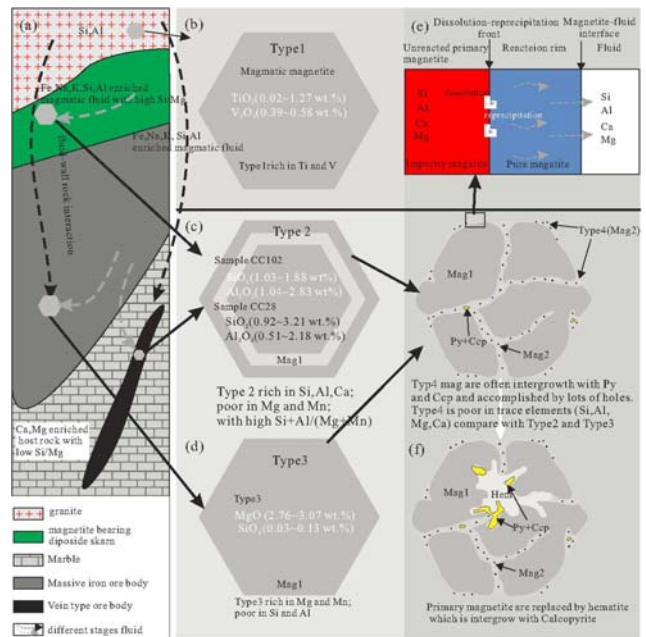 (a)
Si,Al
Fe,Na,K,Si,Al enriched
magmatic fluid with high Si/Mg
Fe,Na,K, Si,Al
enriched magmatic fluid
fluid-wall rock interaction
Ca,Mg enriched
host rock with
low Si/Mg
granite
magnetite bearing
diposide skarn
Marble
Massive iron ore body
Vein type ore body
different stages fluid
(b)
Type1
Magmatic magnetite
TiO₂(0.02~1.27 wt.%)
V₂O₃(0.39~0.58 wt.%)
Type1rich in Ti and V
(c)
Type 2
Sample CC102
SiO₂(1.03~1.88 wt%)
Al₂O₃(1.04~2.83 wt.%)
Sample CC28
SiO₂(0.92~3.21 wt.%)
Al₂O₃(0.51~2.18 wt.%)
Mag1
Type 2 rich in Si,Al,Ca;
poor in Mg and Mn;
with high Si+Al/(Mg+Mn)
(d)
Type3
Type3
MgO (2.76~3.07 wt.%)
SiO₂(0.03~0.13 wt.%)
Mag1
Type3 rich in Mg and Mn;
poor in Si and Al
(e)
Dissolution-reprecipitation
front
Magnetite-fluid
interface
Unreacted primary
magnetite
Reacteion rim
Fluid
Si
Al
Ca
Mg
dissolution
reprecipitation
Si
Al
Ca
Mg
Impurity magatite
Pure magatite
Type4(Mag2)
Mag1
Py+Ccp
Mag2
Typ4 mag are often intergrowth with Py
and Ccp and accomplished by lots of holes.
Type4 is poor in trace elements (Si,Al,
Mg,Ca) compare with Type2 and Type3
(f)
Mag1
Hem
Py+Ccp
Mag2
Primary magnetite are replaced by hematite
which is intergrow with Calcopyrite